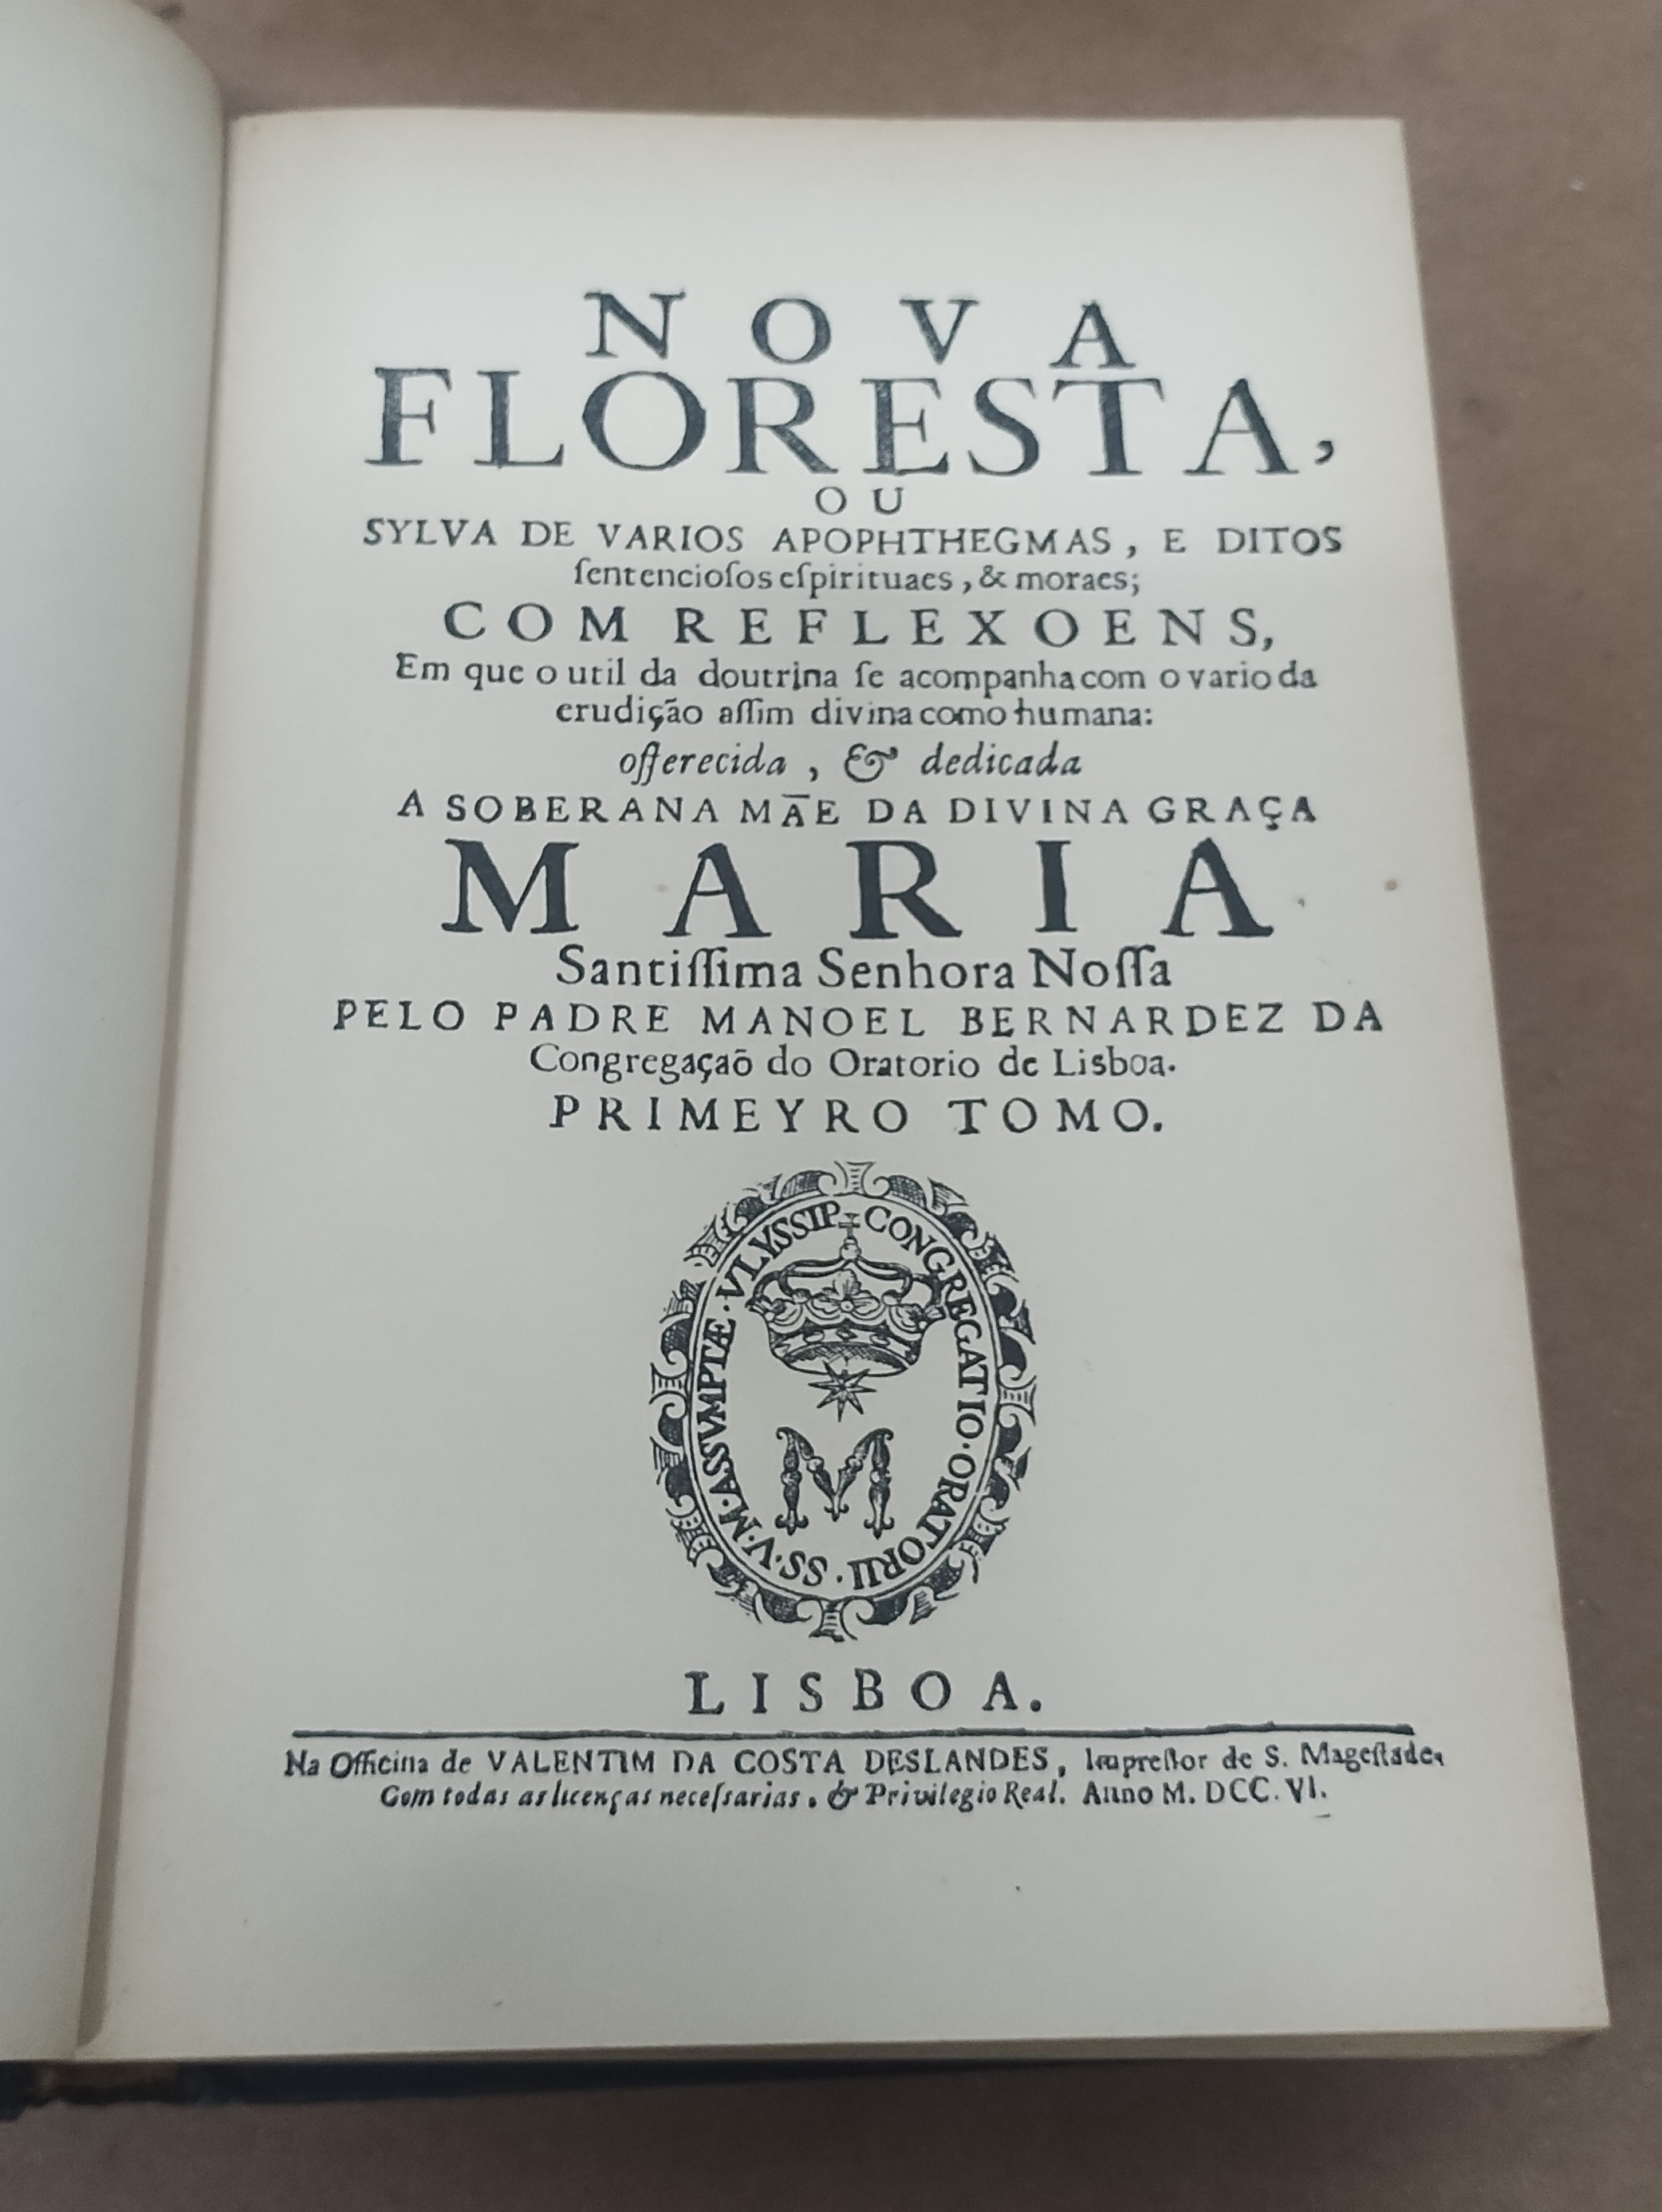 NOVA
FLORESTA,
OU
SYLVA DE VARIOS APOPHTHEGMAS, E DITOS
ſentencioſos eſpirituaes, & moraes;
COM REFLEXOENS,
Em que o util da doutrina ſe acompanha com o vario da
erudição aſſim divina como humana:
offerecida, & dedicada
A SOBERANA MÃE DA DIVINA GRAÇA
MARIA
Santiſſima Senhora Noſſa
PELO PADRE MANOEL BERNARDEZ DA
Congregaçaõ do Oratorio de Lisboa.
PRIMEYRO TOMO.
CONGREGATIO·ORATORII·SS·V·M·ASSVMPTÆ·VLYSSIP
M
LISBOA.
Na Officina de VALENTIM DA COSTA DESLANDES, Impreſſor de S. Mageſtade,
Com todas as licenças neceſsarias. & Privilegio Real. Anno M. DCC. VI.